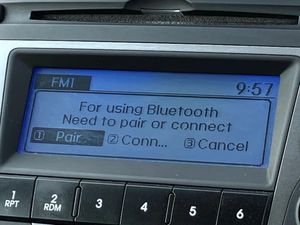 FM1
9:57
For using Bluetooth
Need to pair or connect
1 Pair 2 Conn... 3 Cancel
1 2 3 4 5 6
RPT RDM